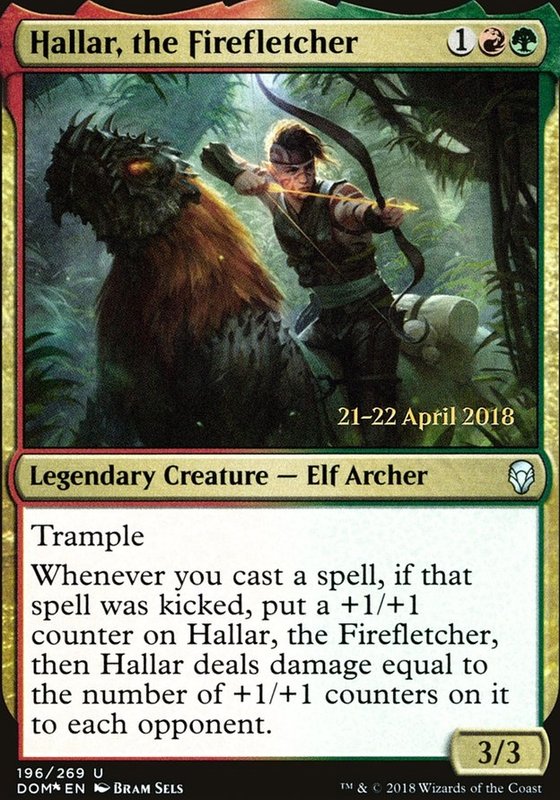 Hallar, the Firefletcher 1
21–22 April 2018
Legendary Creature — Elf Archer
Trample
Whenever you cast a spell, if that
spell was kicked, put a +1/+1
counter on Hallar, the Firefletcher,
then Hallar deals damage equal to
the number of +1/+1 counters on it
to each opponent.
3/3
196/269 U
DOM★EN Bram Sels
™ & © 2018 Wizards of the Coast